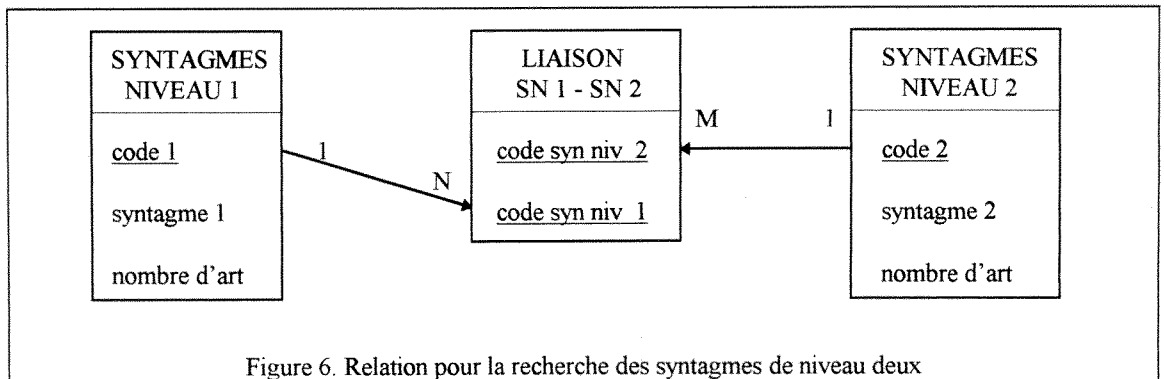 SYNTAGMES
NIVEAU 1
code 1
syntagme 1
nombre d'art
1
N
LIAISON
SN 1 - SN 2
code syn niv 2
code syn niv 1
M
1
SYNTAGMES
NIVEAU 2
code 2
syntagme 2
nombre d'art
Figure 6. Relation pour la recherche des syntagmes de niveau deux